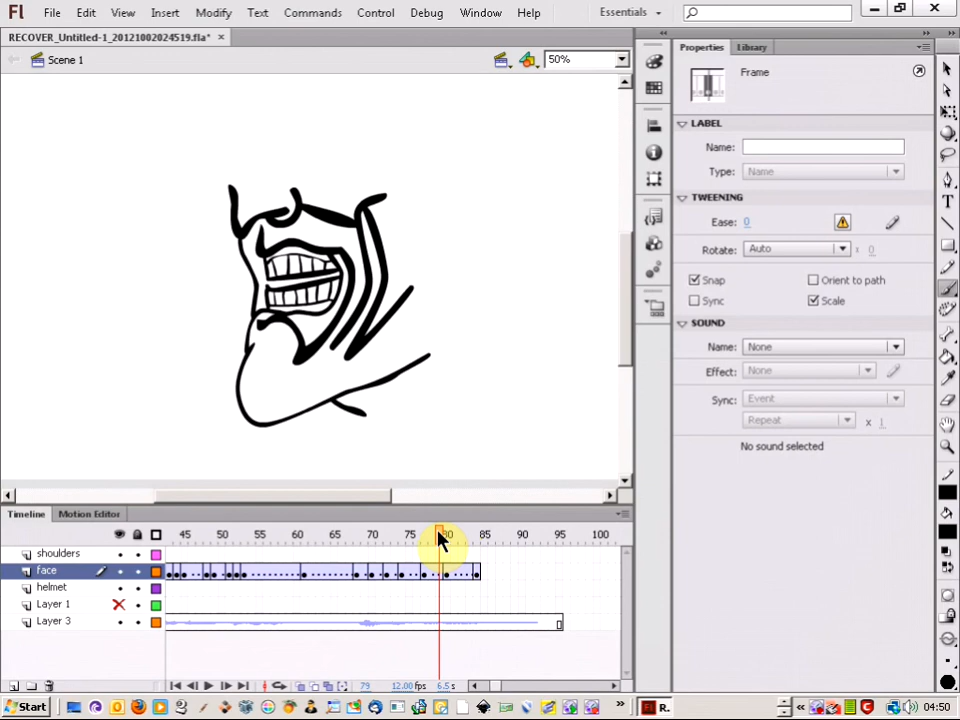 Fl File Edit View Insert Modify Text Commands Control Debug Window Help Essentials
RECOVER_Untitled-1_20121002024519.fla* ×
Scene 1 50%
Properties Library
Frame
LABEL
Name:
Type: Name
TWEENING
Ease: 0
Rotate: Auto x 0
Snap Orient to path
Sync Scale
SOUND
Name: None
Effect: None
Sync: Event
Repeat x 1
No sound selected
Timeline Motion Editor
45 50 55 60 65 70 75 80 85 90 95 100
shoulders
face
helmet
Layer 1
Layer 3
79 12.00 fps 6.5 s
Start Fl R. 04:50